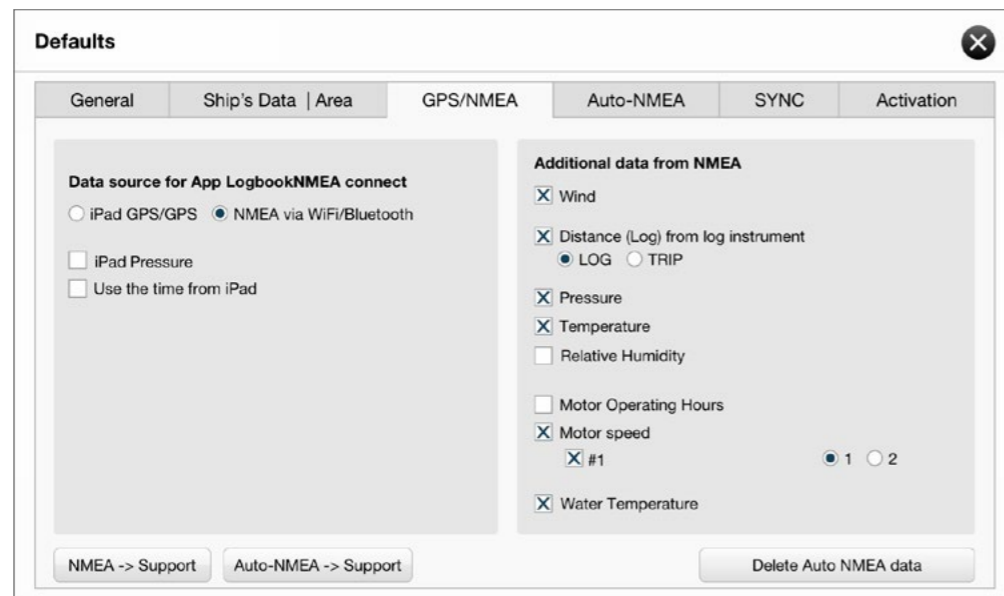 Defaults
General
Ship's Data | Area
GPS/NMEA
Auto-NMEA
SYNC
Activation
Data source for App LogbookNMEA connect
iPad GPS/GPS NMEA via WiFi/Bluetooth
iPad Pressure
Use the time from iPad
Additional data from NMEA
Wind
Distance (Log) from log instrument
LOG TRIP
Pressure
Temperature
Relative Humidity
Motor Operating Hours
Motor speed
#1 1 2
Water Temperature
NMEA -> Support
Auto-NMEA -> Support
Delete Auto NMEA data